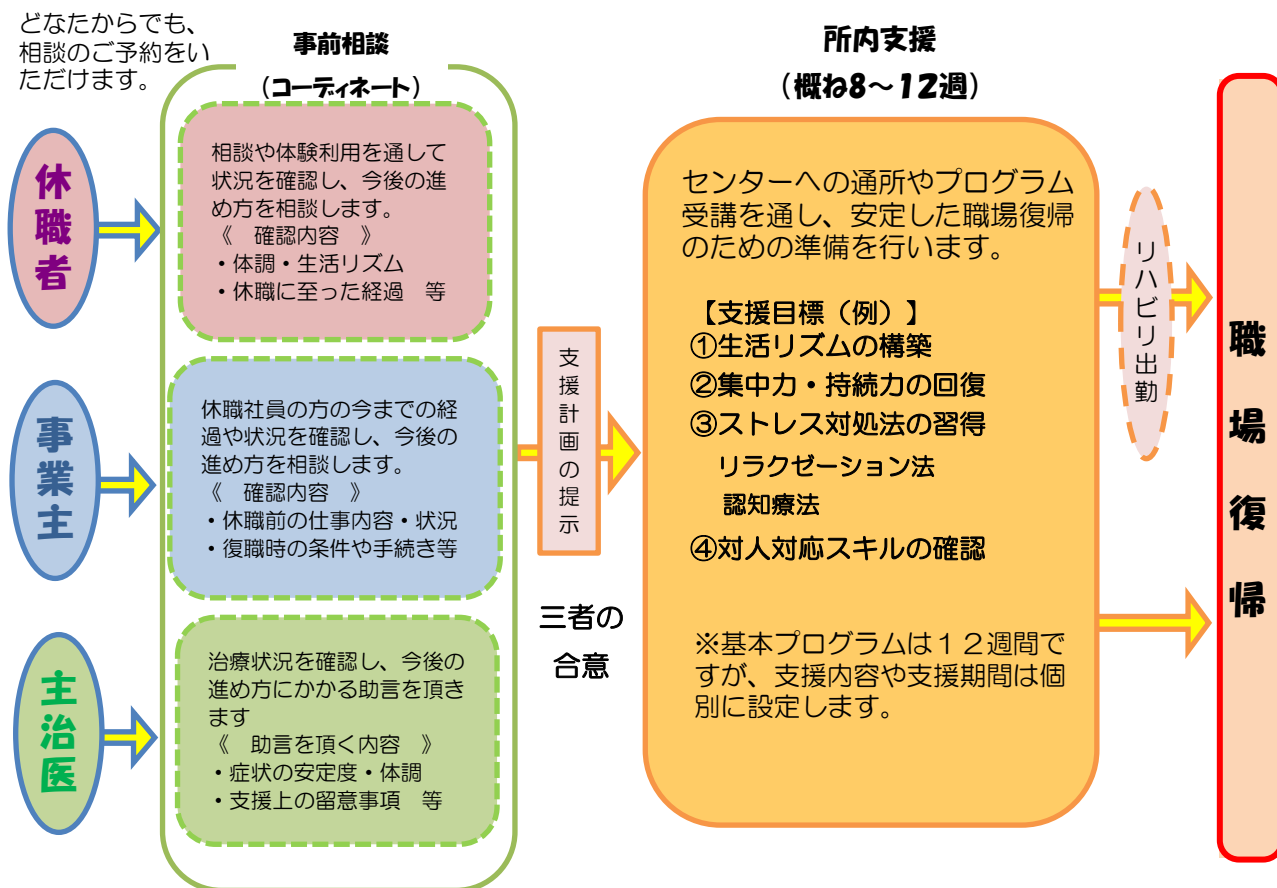 どなたからでも、
相談のご予約をい
ただけます。
事前相談
(コーディネート)
所内支援
(概ね8～12週)
休職者
相談や体験利用を通して
状況を確認し、今後の進
め方を相談します。
《　確認内容　》
・体調・生活リズム
・休職に至った経過　等
事業主
休職社員の方の今までの経
過や状況を確認し、今後の
進め方を相談します。
《　確認内容　》
・休職前の仕事内容・状況
・復職時の条件や手続き等
主治医
治療状況を確認し、今後の
進め方にかかる助言を頂き
ます
《　助言を頂く内容　》
・症状の安定度・体調
・支援上の留意事項　等
支援計画の提示
三者の
合意
センターへの通所やプログラム
受講を通し、安定した職場復帰
のための準備を行います。
【支援目標（例）】
①生活リズムの構築
②集中力・持続力の回復
③ストレス対処法の習得
リラクゼーション法
認知療法
④対人対応スキルの確認
※基本プログラムは１２週間で
すが、支援内容や支援期間は個
別に設定します。
リハビリ出勤
職場復帰